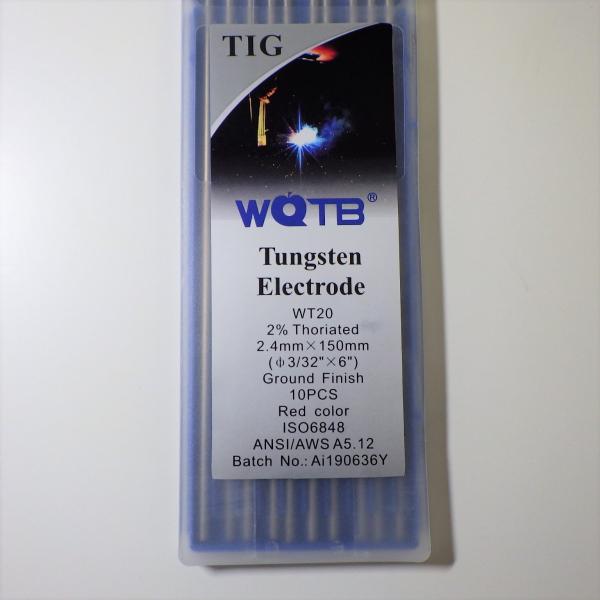 TIG
WQTB®
Tungsten
Electrode
WT20
2% Thoriated
2.4mm×150mm
(ϕ3/32"×6")
Ground Finish
10PCS
Red color
ISO6848
ANSI/AWS A5.12
Batch No.: Ai190636Y